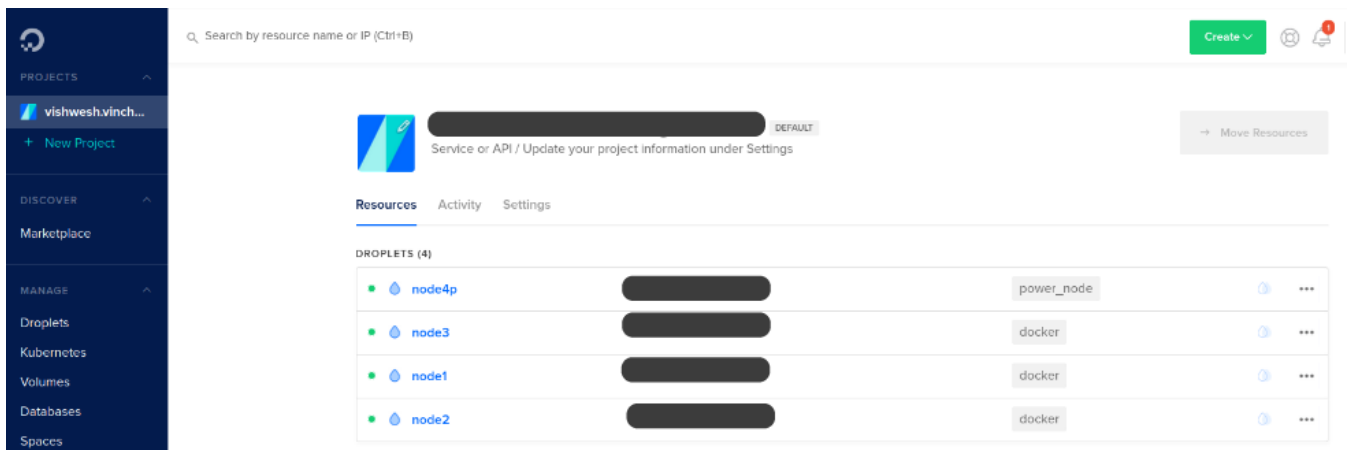 Search by resource name or IP (Ctrl+B)
Create
1
PROJECTS
vishwesh.vinch...
+ New Project
DISCOVER
Marketplace
MANAGE
Droplets
Kubernetes
Volumes
Databases
Spaces
DEFAULT
→ Move Resources
Service or API / Update your project information under Settings
Resources Activity Settings
DROPLETS (4)
node4p power_node
node3 docker
node1 docker
node2 docker